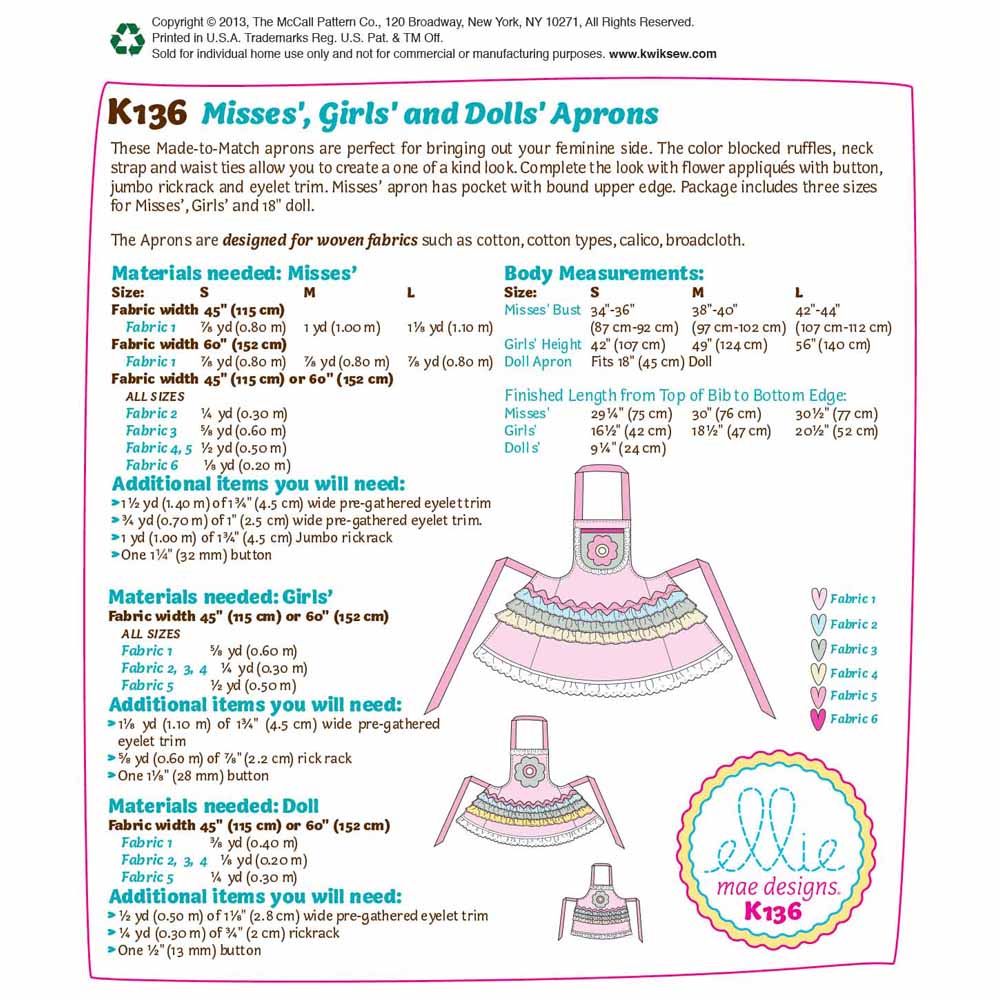 Copyright © 2013, The McCall Pattern Co., 120 Broadway, New York, NY 10271, All Rights Reserved.
Printed in U.S.A. Trademarks Reg. U.S. Pat. & TM Off.
Sold for individual home use only and not for commercial or manufacturing purposes. www.kwiksew.com
K136 Misses', Girls' and Dolls' Aprons
These Made-to-Match aprons are perfect for bringing out your feminine side. The color blocked ruffles, neck
strap and waist ties allow you to create a one of a kind look. Complete the look with flower appliqués with button,
jumbo rickrack and eyelet trim. Misses' apron has pocket with bound upper edge. Package includes three sizes
for Misses', Girls' and 18" doll.
The Aprons are designed for woven fabrics such as cotton, cotton types, calico, broadcloth.
Materials needed: Misses'
Size: S M L
Fabric width 45" (115 cm)
Fabric 1 ⅞ yd (0.80 m) 1 yd (1.00 m) 1⅛ yd (1.10 m)
Fabric width 60" (152 cm)
Fabric 1 ⅞ yd (0.80 m) ⅞ yd (0.80 m) ⅞ yd (0.80 m)
Fabric width 45" (115 cm) or 60" (152 cm)
ALL SIZES
Fabric 2 ¼ yd (0.30 m)
Fabric 3 ⅝ yd (0.60 m)
Fabric 4, 5 ½ yd (0.50 m)
Fabric 6 ⅛ yd (0.20 m)
Additional items you will need:
➢1½ yd (1.40 m) of 1¾" (4.5 cm) wide pre-gathered eyelet trim
➢¾ yd (0.70 m) of 1" (2.5 cm) wide pre-gathered eyelet trim.
➢1 yd (1.00 m) of 1¾" (4.5 cm) Jumbo rickrack
➢One 1¼" (32 mm) button
Body Measurements:
Size: S M L
Misses' Bust 34"-36" 38"-40" 42"-44"
(87 cm-92 cm) (97 cm-102 cm) (107 cm-112 cm)
Girls' Height 42" (107 cm) 49" (124 cm) 56" (140 cm)
Doll Apron Fits 18" (45 cm) Doll
Finished Length from Top of Bib to Bottom Edge:
Misses' 29¼" (75 cm) 30" (76 cm) 30½" (77 cm)
Girls' 16½" (42 cm) 18½" (47 cm) 20½" (52 cm)
Dolls' 9¼" (24 cm)
Materials needed: Girls'
Fabric width 45" (115 cm) or 60" (152 cm)
ALL SIZES
Fabric 1 ⅝ yd (0.60 m)
Fabric 2, 3, 4 ¼ yd (0.30 m)
Fabric 5 ½ yd (0.50 m)
Additional items you will need:
➢1⅛ yd (1.10 m) of 1¾" (4.5 cm) wide pre-gathered
eyelet trim
➢⅝ yd (0.60 m) of ⅞" (2.2 cm) rick rack
➢One 1⅛" (28 mm) button
Materials needed: Doll
Fabric width 45" (115 cm) or 60" (152 cm)
Fabric 1 ⅜ yd (0.40 m)
Fabric 2, 3, 4 ⅛ yd (0.20 m)
Fabric 5 ¼ yd (0.30 m)
Additional items you will need:
➢½ yd (0.50 m) of 1⅛" (2.8 cm) wide pre-gathered eyelet trim
➢¼ yd (0.30 m) of ¾" (2 cm) rickrack
➢One ½" (13 mm) button
Fabric 1
Fabric 2
Fabric 3
Fabric 4
Fabric 5
Fabric 6
ellie
mae designs
K136